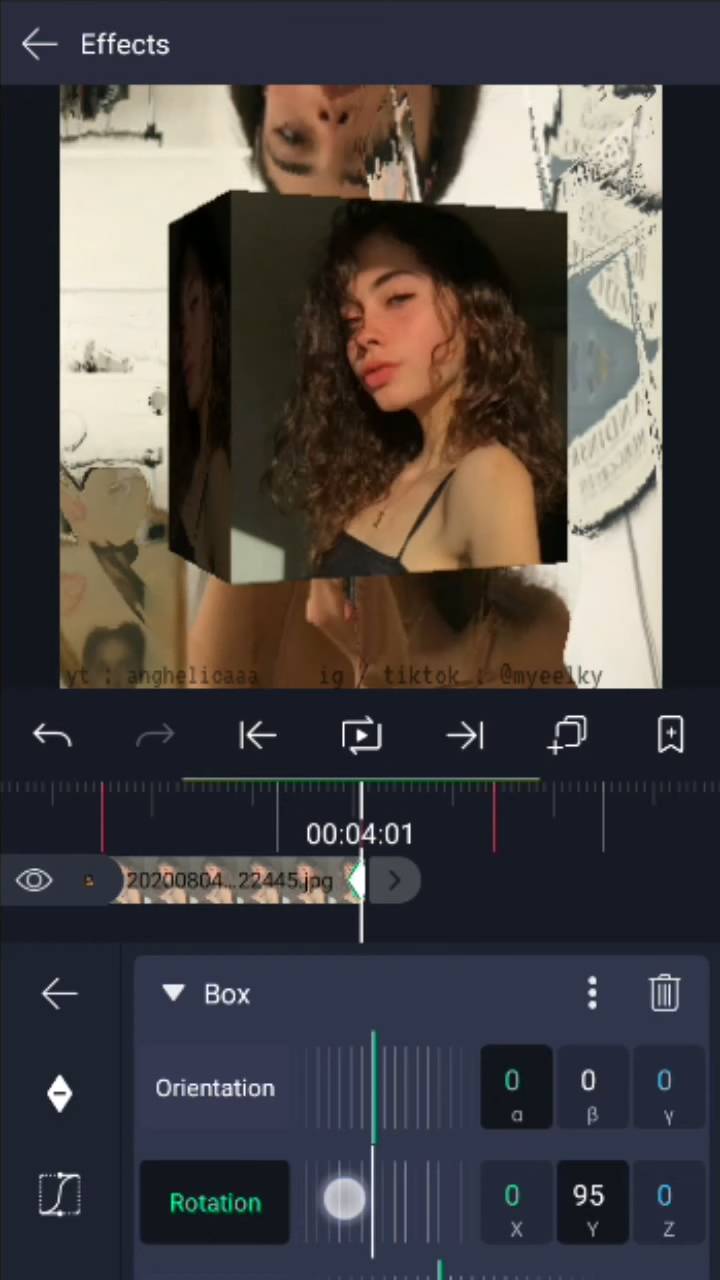 Effects
yt : anghelicaaa ig / tiktok : @myeelky
00:04:01
20200804...22445.jpg
Box
Orientation 0 0 0
α β γ
Rotation 0 95 0
X Y Z